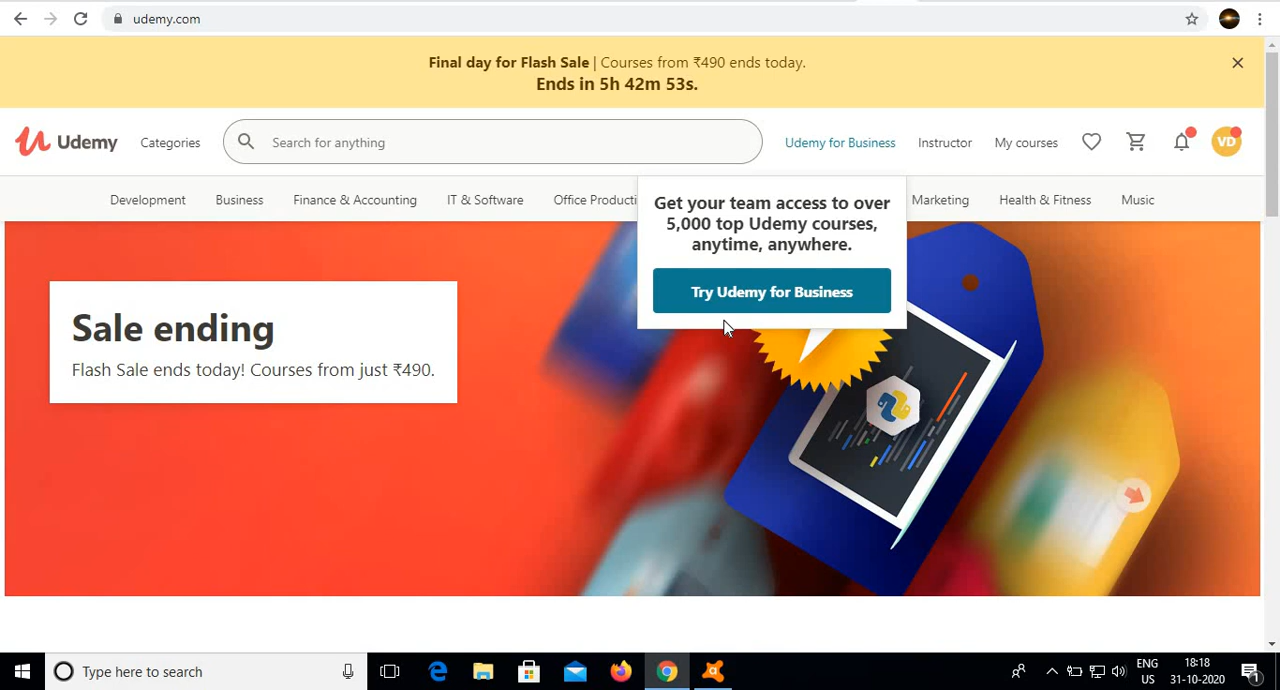 udemy.com
Final day for Flash Sale | Courses from ₹490 ends today.
Ends in 5h 42m 53s.
Udemy
Categories
Search for anything
Udemy for Business
Instructor
My courses
VD
Development
Business
Finance & Accounting
IT & Software
Office Producti
Marketing
Health & Fitness
Music
Get your team access to over
5,000 top Udemy courses,
anytime, anywhere.
Try Udemy for Business
Sale ending
Flash Sale ends today! Courses from just ₹490.
Type here to search
ENG
US
18:18
31-10-2020
1